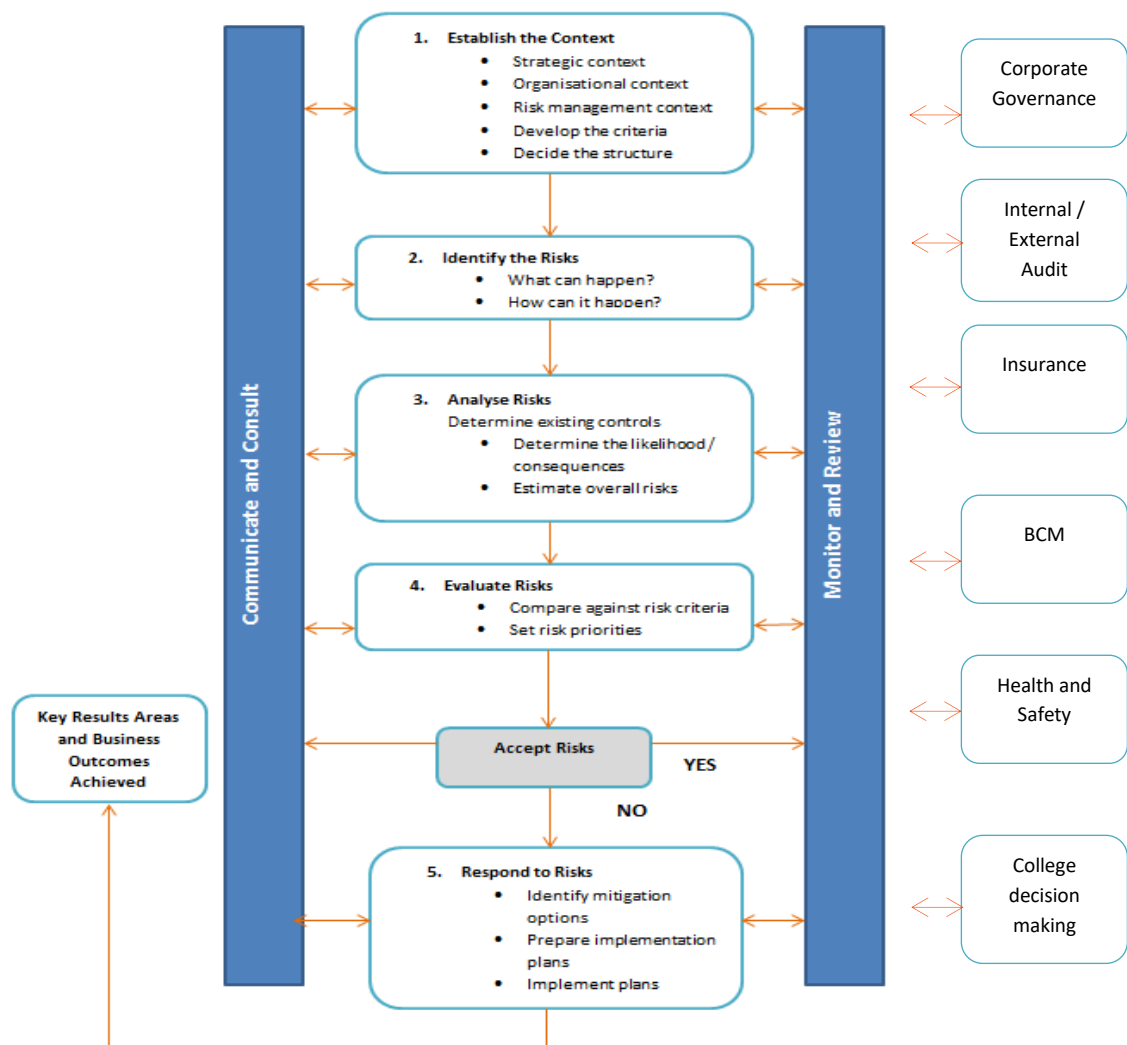 1. Establish the Context
• Strategic context
• Organisational context
• Risk management context
• Develop the criteria
• Decide the structure
2. Identify the Risks
• What can happen?
• How can it happen?
3. Analyse Risks
Determine existing controls
• Determine the likelihood /
consequences
• Estimate overall risks
4. Evaluate Risks
• Compare against risk criteria
• Set risk priorities
Accept Risks
YES
NO
5. Respond to Risks
• Identify mitigation
options
• Prepare implementation
plans
• Implement plans
Communicate and Consult
Monitor and Review
Key Results Areas
and Business
Outcomes
Achieved
Corporate
Governance
Internal /
External
Audit
Insurance
BCM
Health and
Safety
College
decision
making